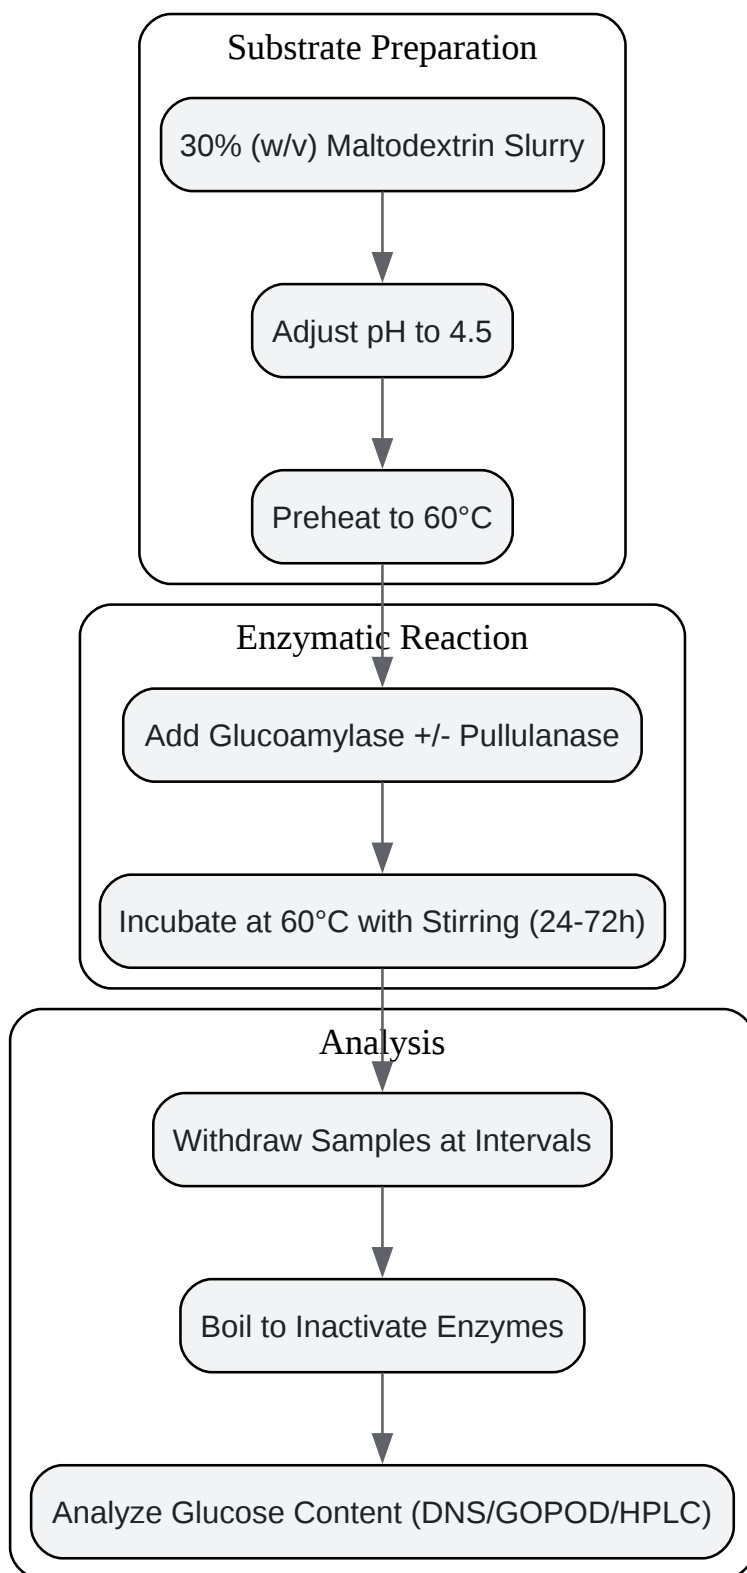 Substrate Preparation
30% (w/v) Maltodextrin Slurry
Adjust pH to 4.5
Preheat to 60°C
Enzymatic Reaction
Add Glucoamylase +/- Pullulanase
Incubate at 60°C with Stirring (24-72h)
Analysis
Withdraw Samples at Intervals
Boil to Inactivate Enzymes
Analyze Glucose Content (DNS/GOPOD/HPLC)